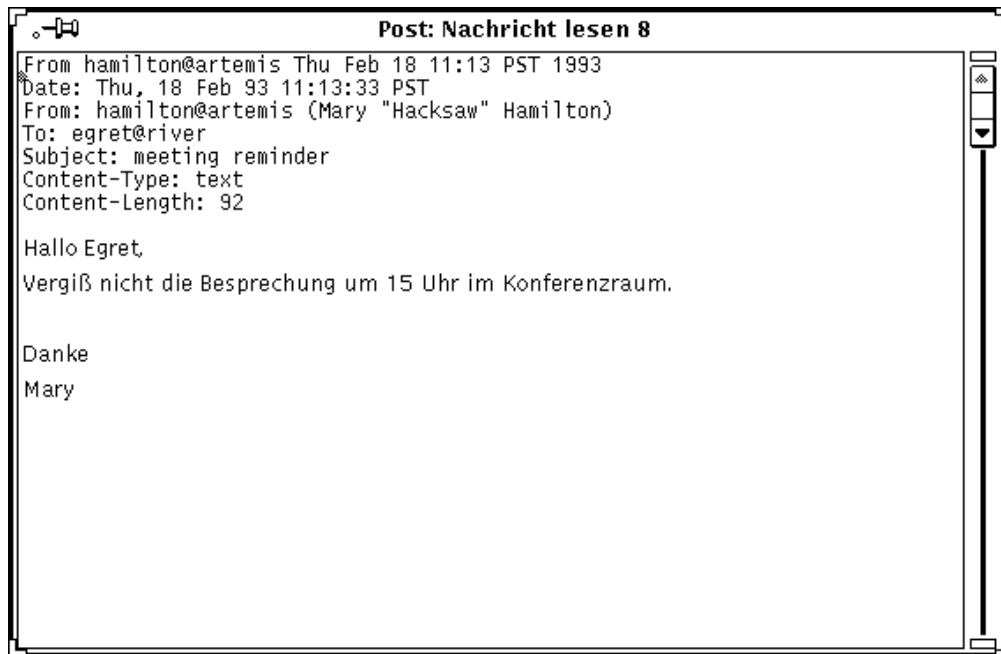 Post: Nachricht lesen 8
From hamilton@artemis Thu Feb 18 11:13 PST 1993
Date: Thu, 18 Feb 93 11:13:33 PST
From: hamilton@artemis (Mary "Hacksaw" Hamilton)
To: egret@river
Subject: meeting reminder
Content-Type: text
Content-Length: 92
Hallo Egret,
Vergiß nicht die Besprechung um 15 Uhr im Konferenzraum.
Danke
Mary